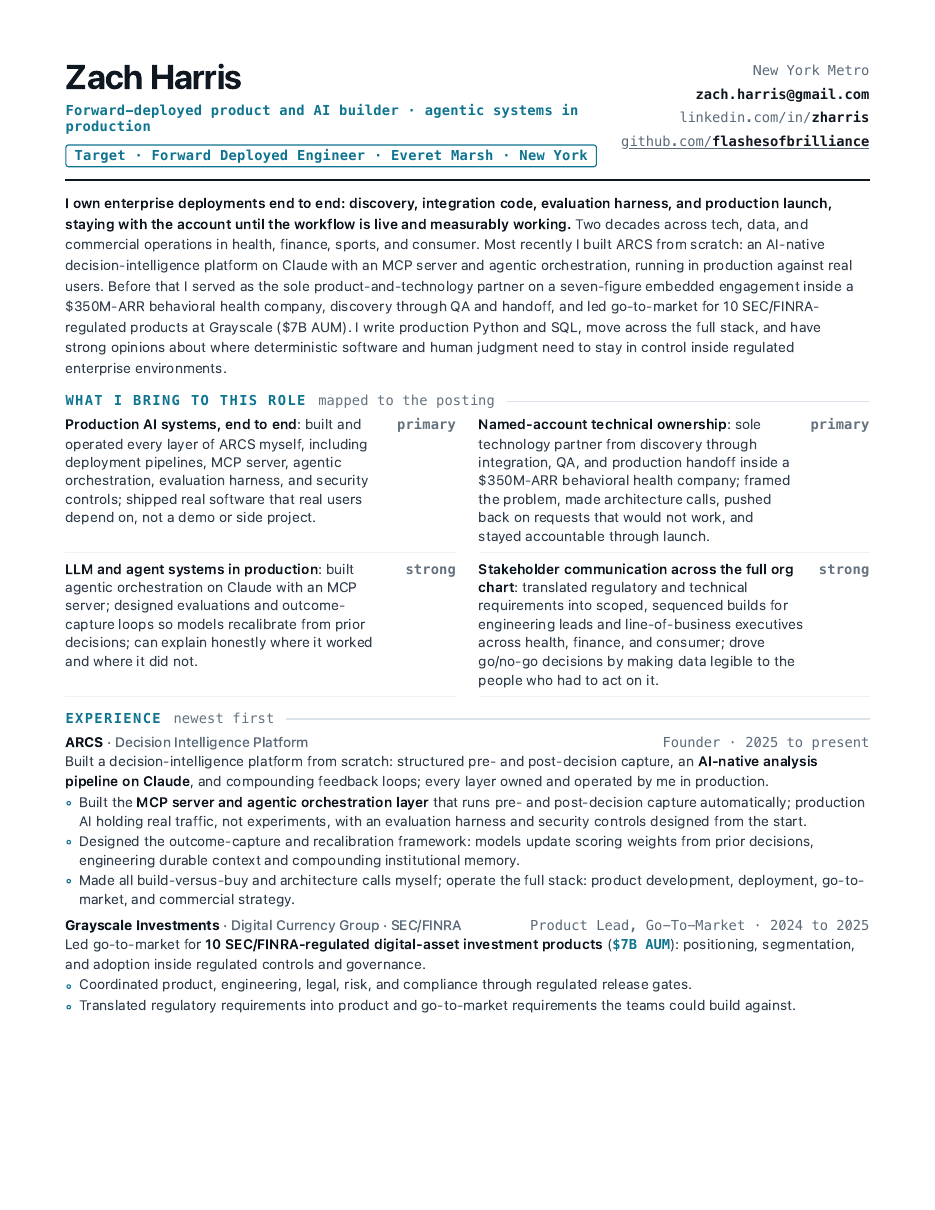 Zach Harris
Forward-deployed product and AI builder · agentic systems in
production
Target · Forward Deployed Engineer · Everet Marsh · New York
New York Metro
zach.harris@gmail.com
linkedin.com/in/zharris
github.com/flashesofbrilliance
I own enterprise deployments end to end: discovery, integration code, evaluation harness, and production launch,
staying with the account until the workflow is live and measurably working. Two decades across tech, data, and
commercial operations in health, finance, sports, and consumer. Most recently I built ARCS from scratch: an AI-native
decision-intelligence platform on Claude with an MCP server and agentic orchestration, running in production against real
users. Before that I served as the sole product-and-technology partner on a seven-figure embedded engagement inside a
$350M-ARR behavioral health company, discovery through QA and handoff, and led go-to-market for 10 SEC/FINRA-
regulated products at Grayscale ($7B AUM). I write production Python and SQL, move across the full stack, and have
strong opinions about where deterministic software and human judgment need to stay in control inside regulated
enterprise environments.
WHAT I BRING TO THIS ROLE mapped to the posting
Production AI systems, end to end: built and primary
operated every layer of ARCS myself, including
deployment pipelines, MCP server, agentic
orchestration, evaluation harness, and security
controls; shipped real software that real users
depend on, not a demo or side project.
Named-account technical ownership: sole primary
technology partner from discovery through
integration, QA, and production handoff inside a
$350M-ARR behavioral health company; framed
the problem, made architecture calls, pushed
back on requests that would not work, and
stayed accountable through launch.
LLM and agent systems in production: built strong
agentic orchestration on Claude with an MCP
server; designed evaluations and outcome-
capture loops so models recalibrate from prior
decisions; can explain honestly where it worked
and where it did not.
Stakeholder communication across the full org strong
chart: translated regulatory and technical
requirements into scoped, sequenced builds for
engineering leads and line-of-business executives
across health, finance, and consumer; drove
go/no-go decisions by making data legible to the
people who had to act on it.
EXPERIENCE newest first
ARCS · Decision Intelligence Platform Founder · 2025 to present
Built a decision-intelligence platform from scratch: structured pre- and post-decision capture, an AI-native analysis
pipeline on Claude, and compounding feedback loops; every layer owned and operated by me in production.
Built the MCP server and agentic orchestration layer that runs pre- and post-decision capture automatically; production
AI holding real traffic, not experiments, with an evaluation harness and security controls designed from the start.
Designed the outcome-capture and recalibration framework: models update scoring weights from prior decisions,
engineering durable context and compounding institutional memory.
Made all build-versus-buy and architecture calls myself; operate the full stack: product development, deployment, go-to-
market, and commercial strategy.
Grayscale Investments · Digital Currency Group · SEC/FINRA Product Lead, Go-To-Market · 2024 to 2025
Led go-to-market for 10 SEC/FINRA-regulated digital-asset investment products ($7B AUM): positioning, segmentation,
and adoption inside regulated controls and governance.
Coordinated product, engineering, legal, risk, and compliance through regulated release gates.
Translated regulatory requirements into product and go-to-market requirements the teams could build against.